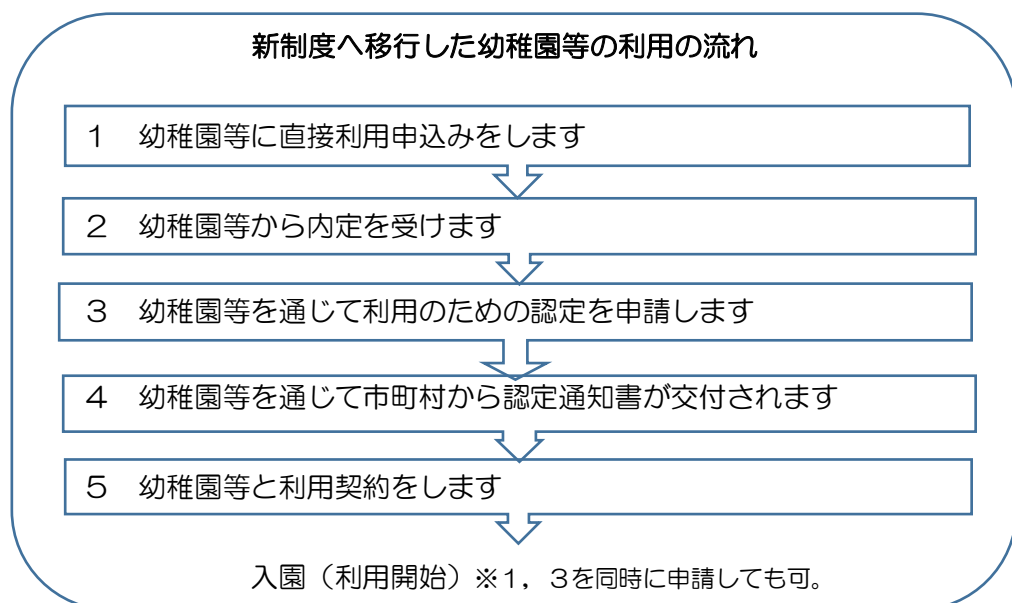 新制度へ移行した幼稚園等の利用の流れ
１　幼稚園等に直接利用申込みをします
２　幼稚園等から内定を受けます
３　幼稚園等を通じて利用のための認定を申請します
４　幼稚園等を通じて市町村から認定通知書が交付されます
５　幼稚園等と利用契約をします
入園（利用開始）※１，３を同時に申請しても可。